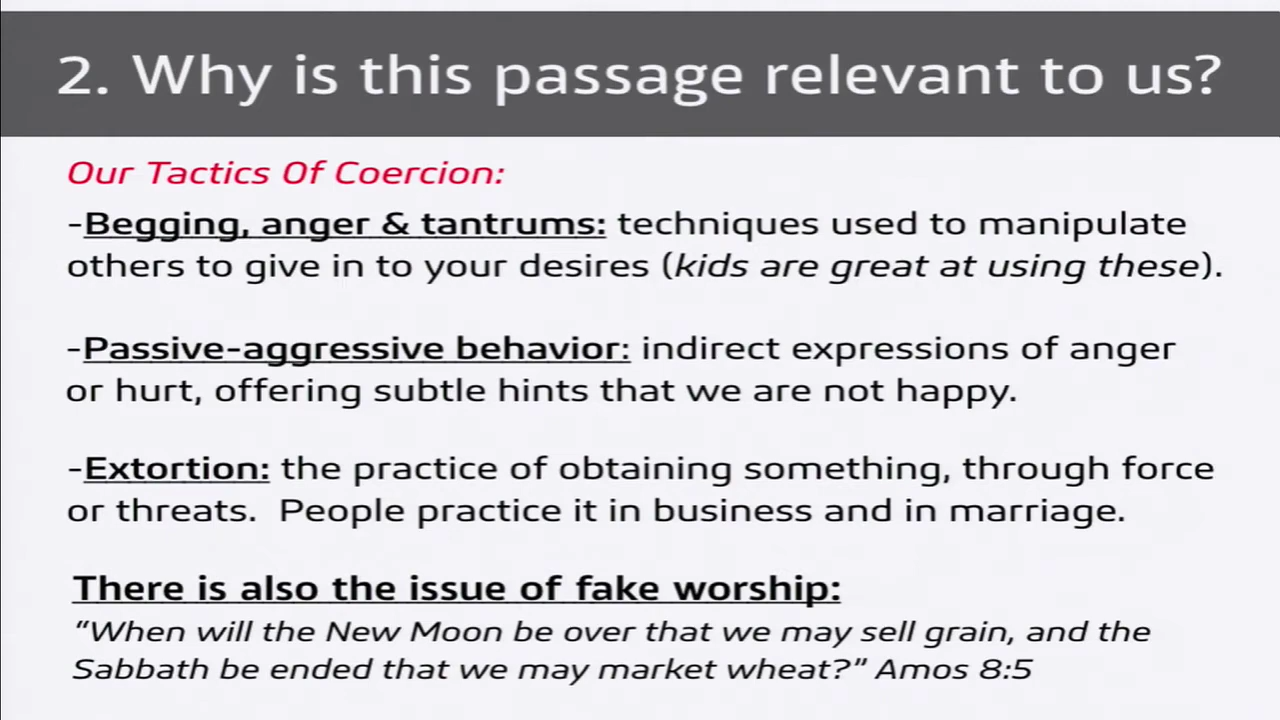 2. Why is this passage relevant to us?
Our Tactics Of Coercion:
-Begging, anger & tantrums: techniques used to manipulate
others to give in to your desires (kids are great at using these).
-Passive-aggressive behavior: indirect expressions of anger
or hurt, offering subtle hints that we are not happy.
-Extortion: the practice of obtaining something, through force
or threats.  People practice it in business and in marriage.
There is also the issue of fake worship:
“When will the New Moon be over that we may sell grain, and the
Sabbath be ended that we may market wheat?” Amos 8:5